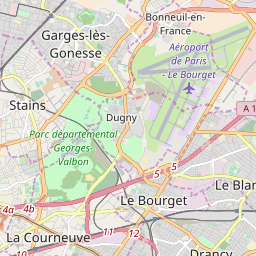 Bonneuil-en-
France
Garges-lès-
Gonesse
Aéroport
de Paris
- Le Bourget
Stains
Dugny
A 1
Parc départemental
Georges-
Valbon
5
5
Le Blan
4a
4b
Le Bourget
La Courneuve
11
12
Drancy